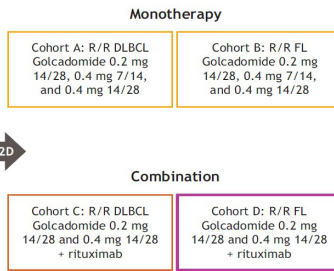 Monotherapy
Cohort A: R/R DLBCL
Golcadomide 0.2 mg
14/28, 0.4 mg 7/14,
and 0.4 mg 14/28
Cohort B: R/R FL
Golcadomide 0.2 mg
14/28, 0.4 mg 7/14,
and 0.4 mg 14/28
2D
Combination
Cohort C: R/R DLBCL
Golcadomide 0.2 mg
14/28 and 0.4 mg 14/28
+ rituximab
Cohort D: R/R FL
Golcadomide 0.2 mg
14/28 and 0.4 mg 14/28
+ rituximab